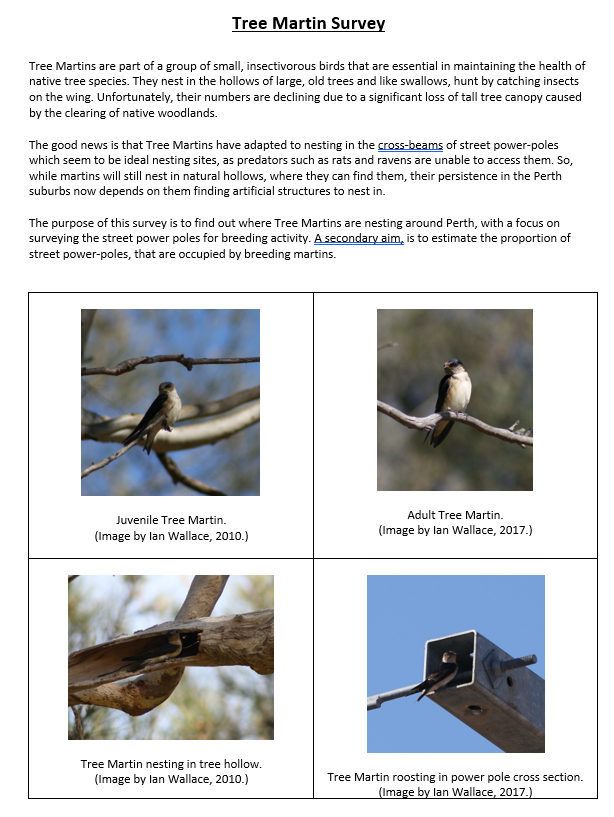 Tree Martin Survey
Tree Martins are part of a group of small, insectivorous birds that are essential in maintaining the health of
native tree species. They nest in the hollows of large, old trees and like swallows, hunt by catching insects
on the wing. Unfortunately, their numbers are declining due to a significant loss of tall tree canopy caused
by the clearing of native woodlands.
The good news is that Tree Martins have adapted to nesting in the cross-beams of street power-poles
which seem to be ideal nesting sites, as predators such as rats and ravens are unable to access them. So,
while martins will still nest in natural hollows, where they can find them, their persistence in the Perth
suburbs now depends on them finding artificial structures to nest in.
The purpose of this survey is to find out where Tree Martins are nesting around Perth, with a focus on
surveying the street power poles for breeding activity. A secondary aim, is to estimate the proportion of
street power-poles, that are occupied by breeding martins.
Juvenile Tree Martin.
(Image by Ian Wallace, 2010.)
Adult Tree Martin.
(Image by Ian Wallace, 2017.)
Tree Martin nesting in tree hollow.
(Image by Ian Wallace, 2010.)
Tree Martin roosting in power pole cross section.
(Image by Ian Wallace, 2017.)